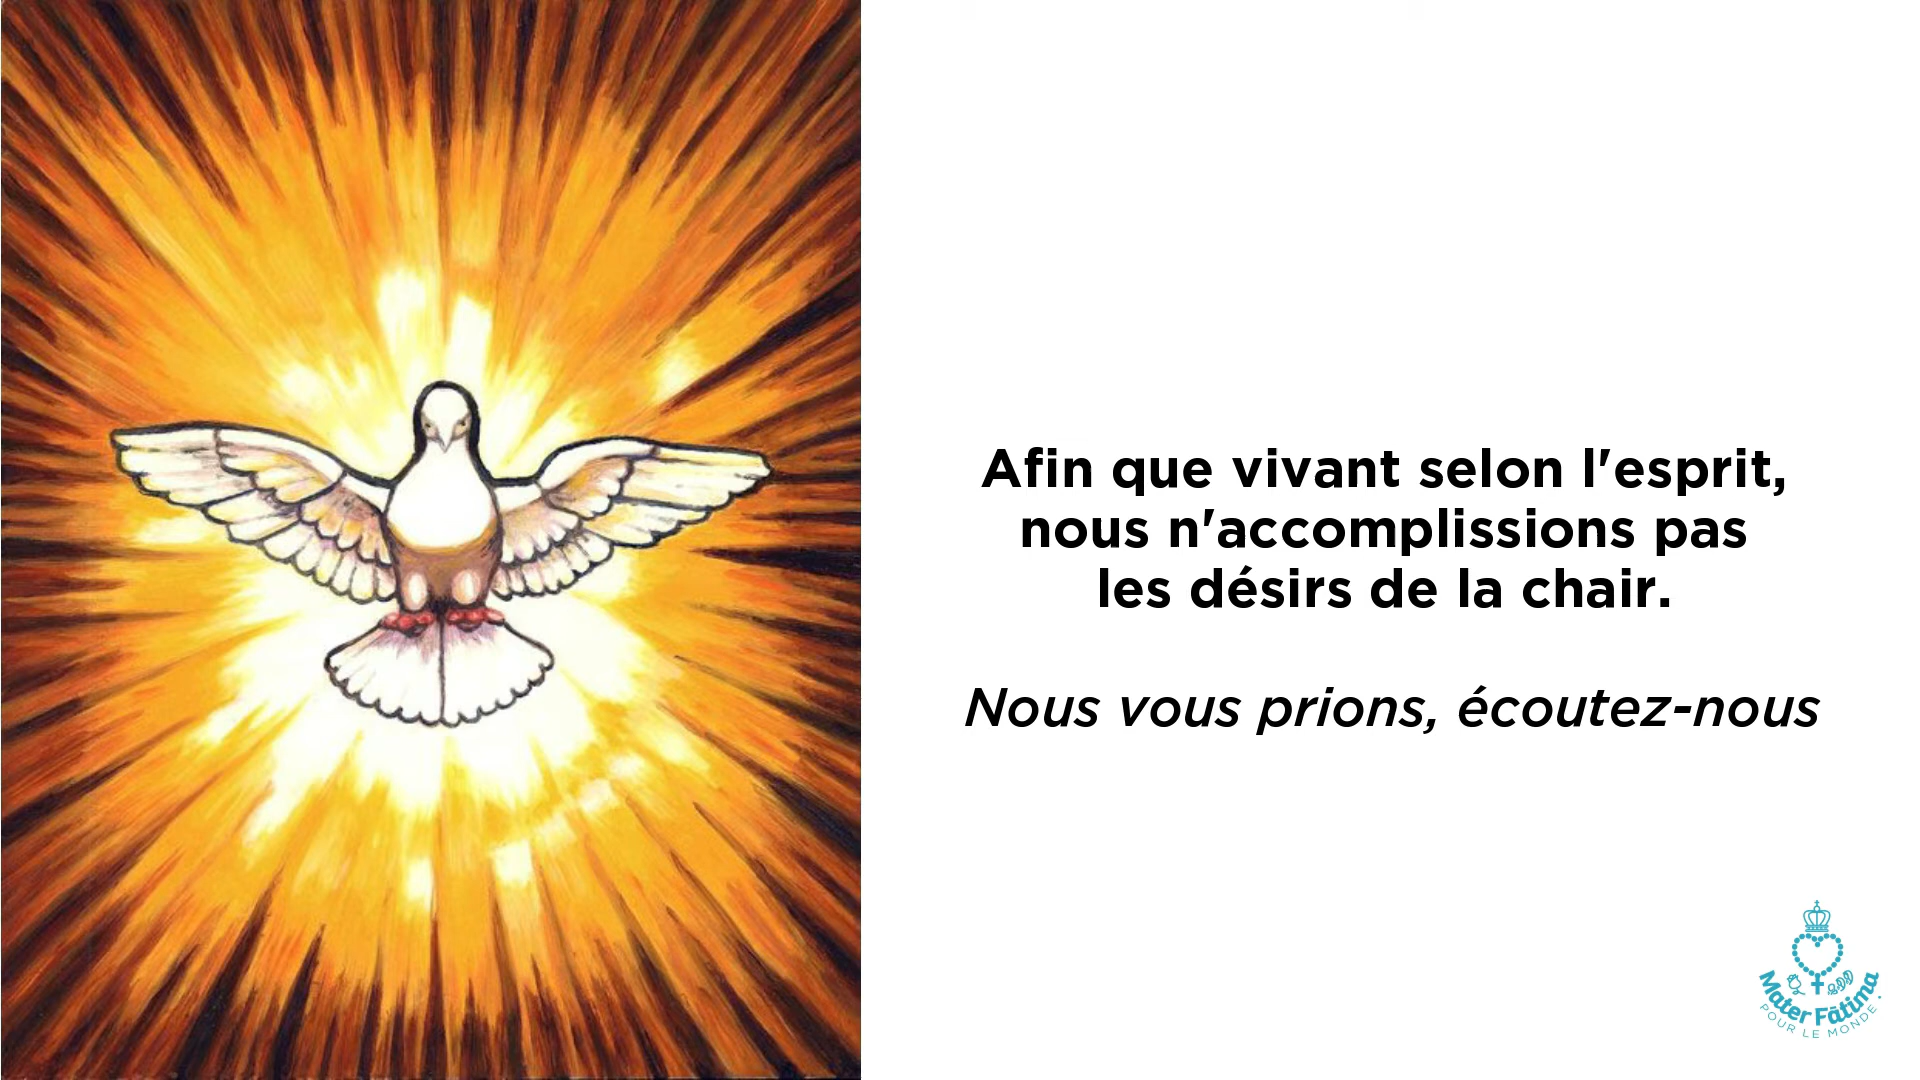 Afin que vivant selon l'esprit,
nous n'accomplissions pas
les désirs de la chair.
Nous vous prions, écoutez-nous
Mater Fātima
POUR LE MONDE